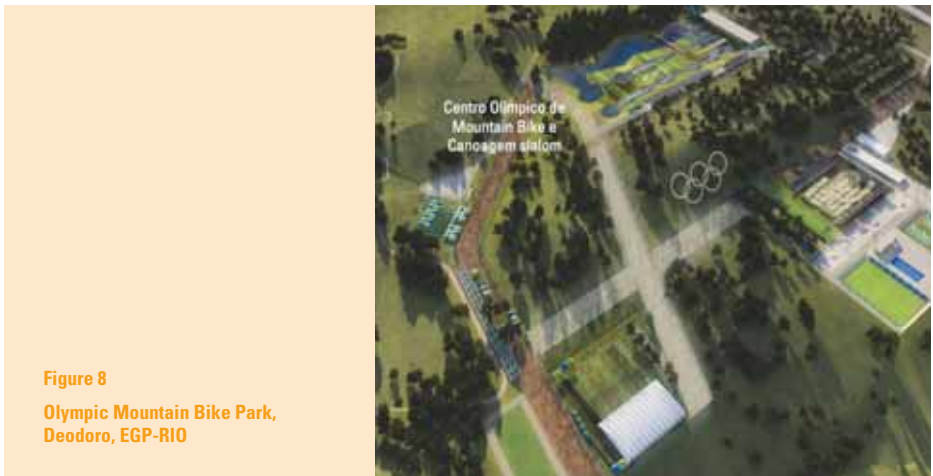 Centro Olímpico de
Mountain Bike e
Canoagem slalom
Figure 8
Olympic Mountain Bike Park,
Deodoro, EGP-RIO